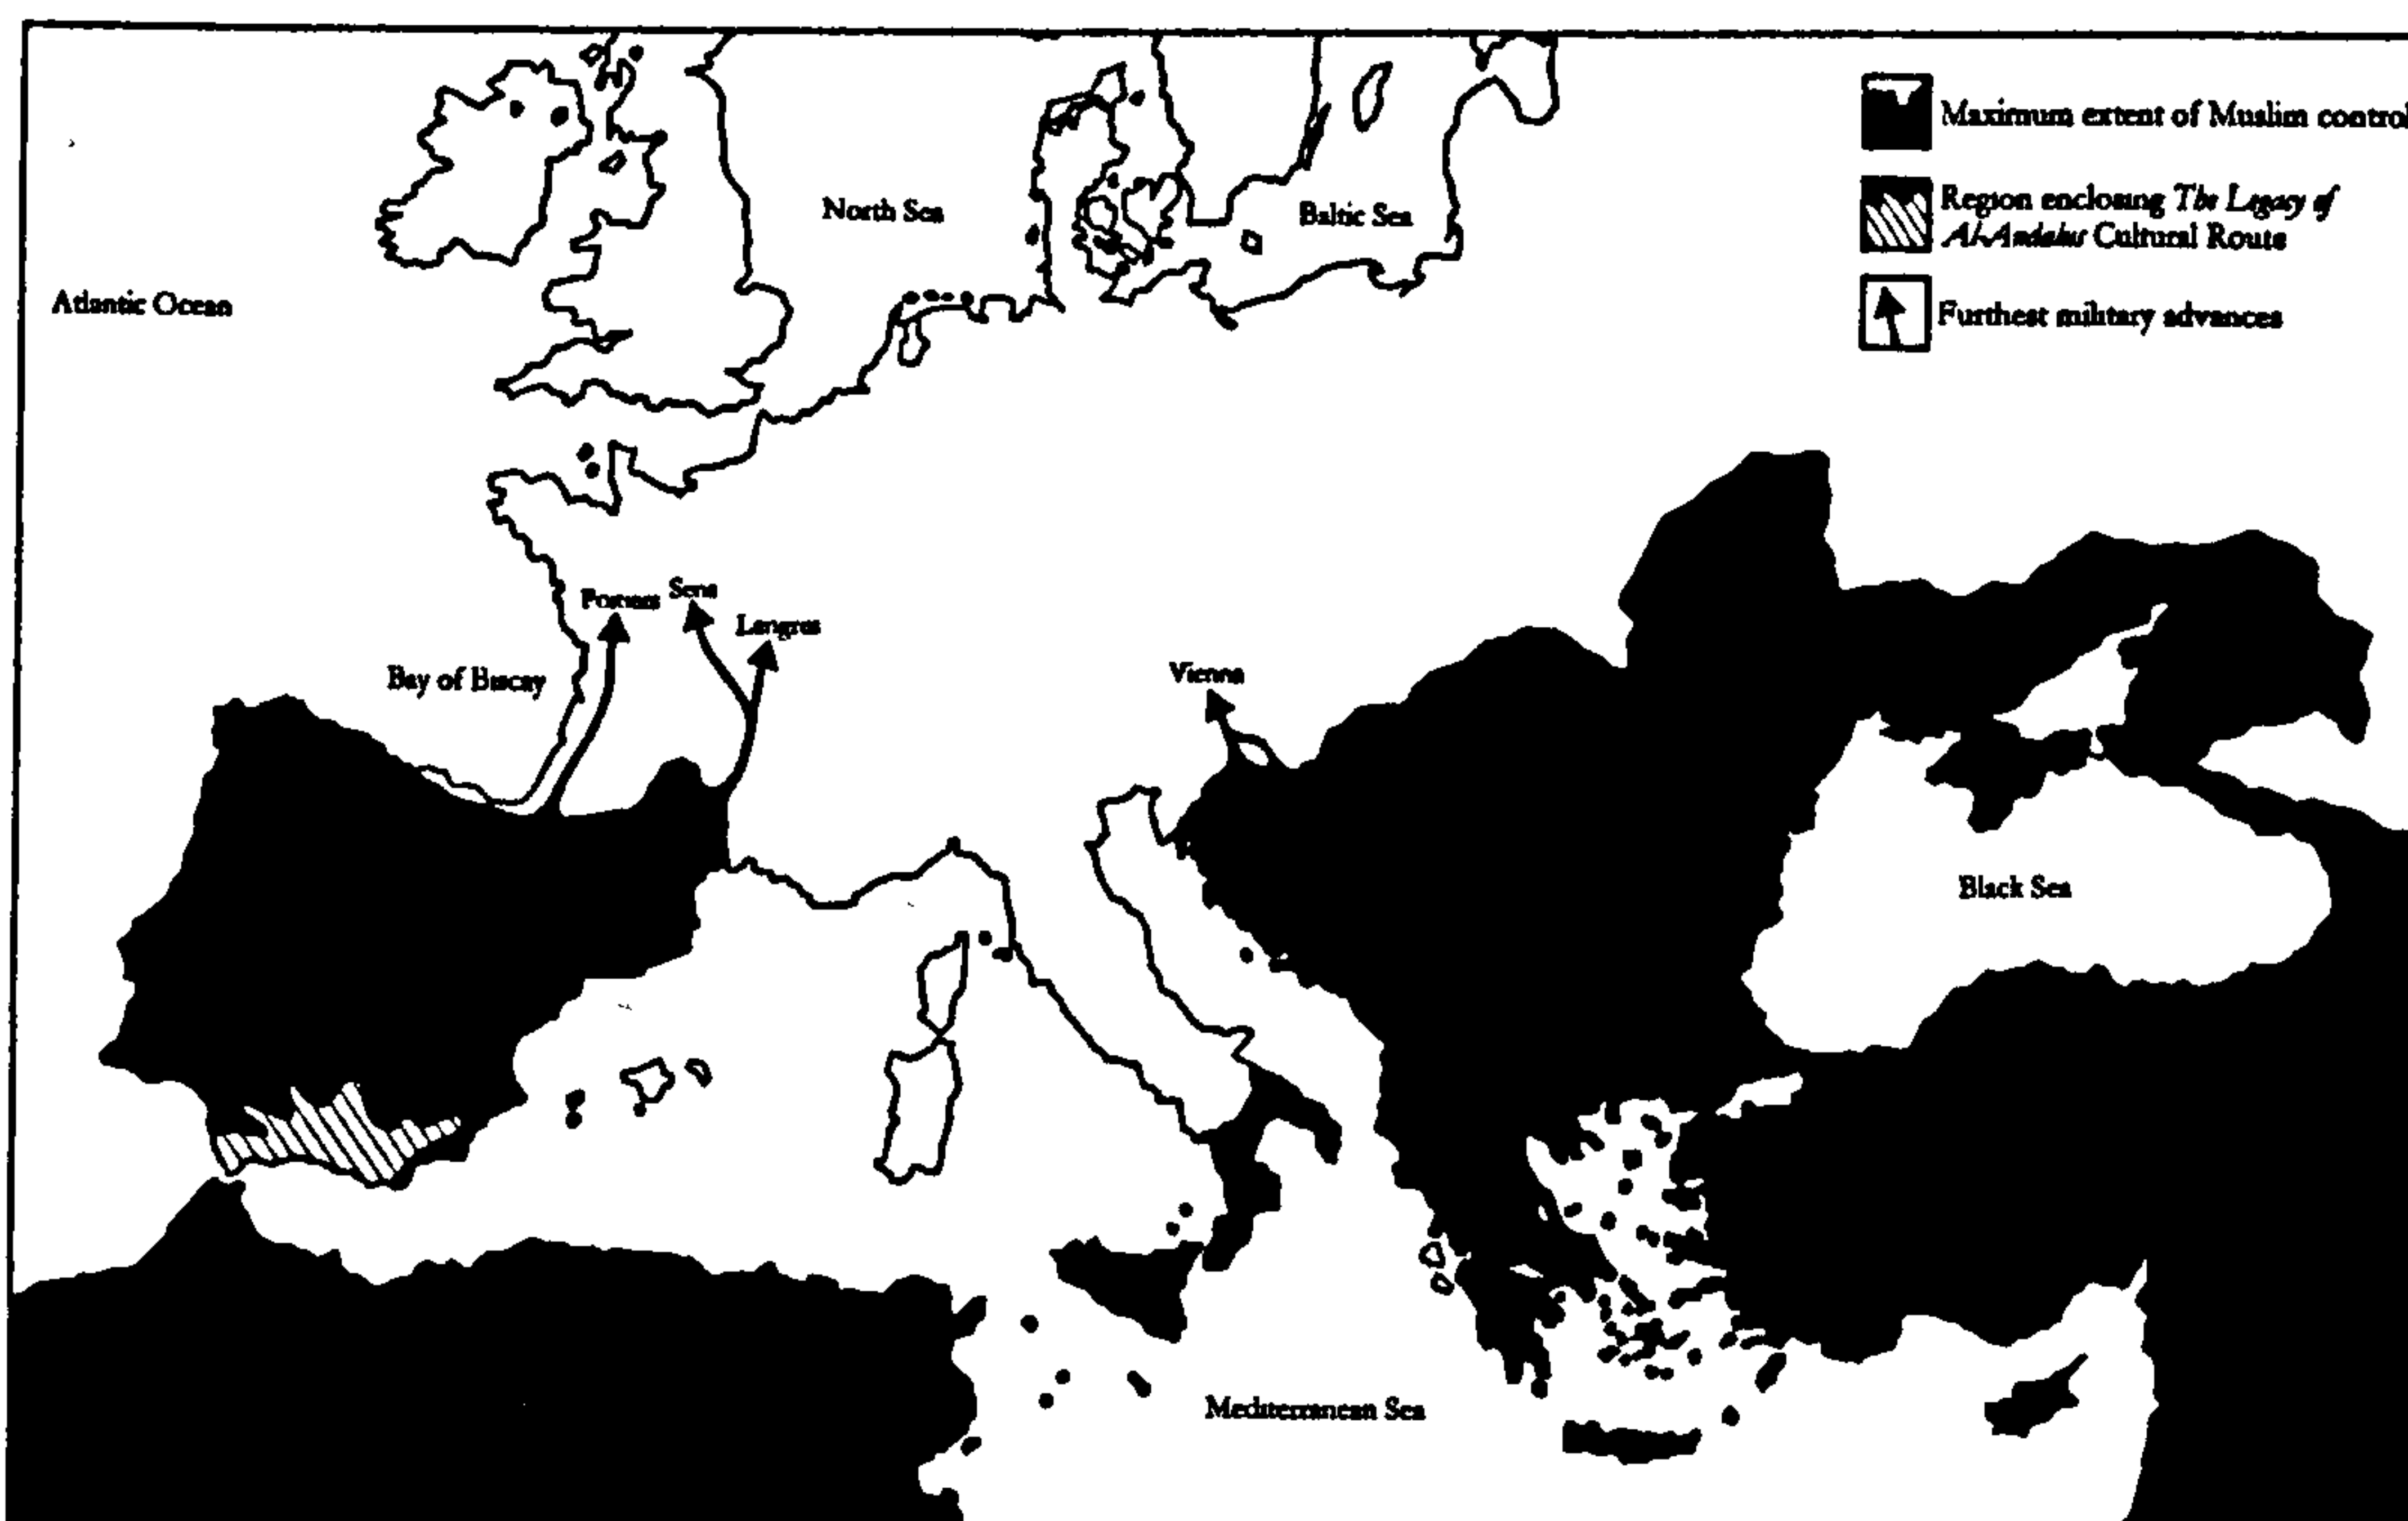 Maximum extent of Muslim control
Region enclosing The Legacy of
Al-Andalus Cultural Route
Furthest military advances
North Sea
Baltic Sea
Atlantic Ocean
Sens
Langres
Bay of Biscay
Vienna
Black Sea
Mediterranean Sea